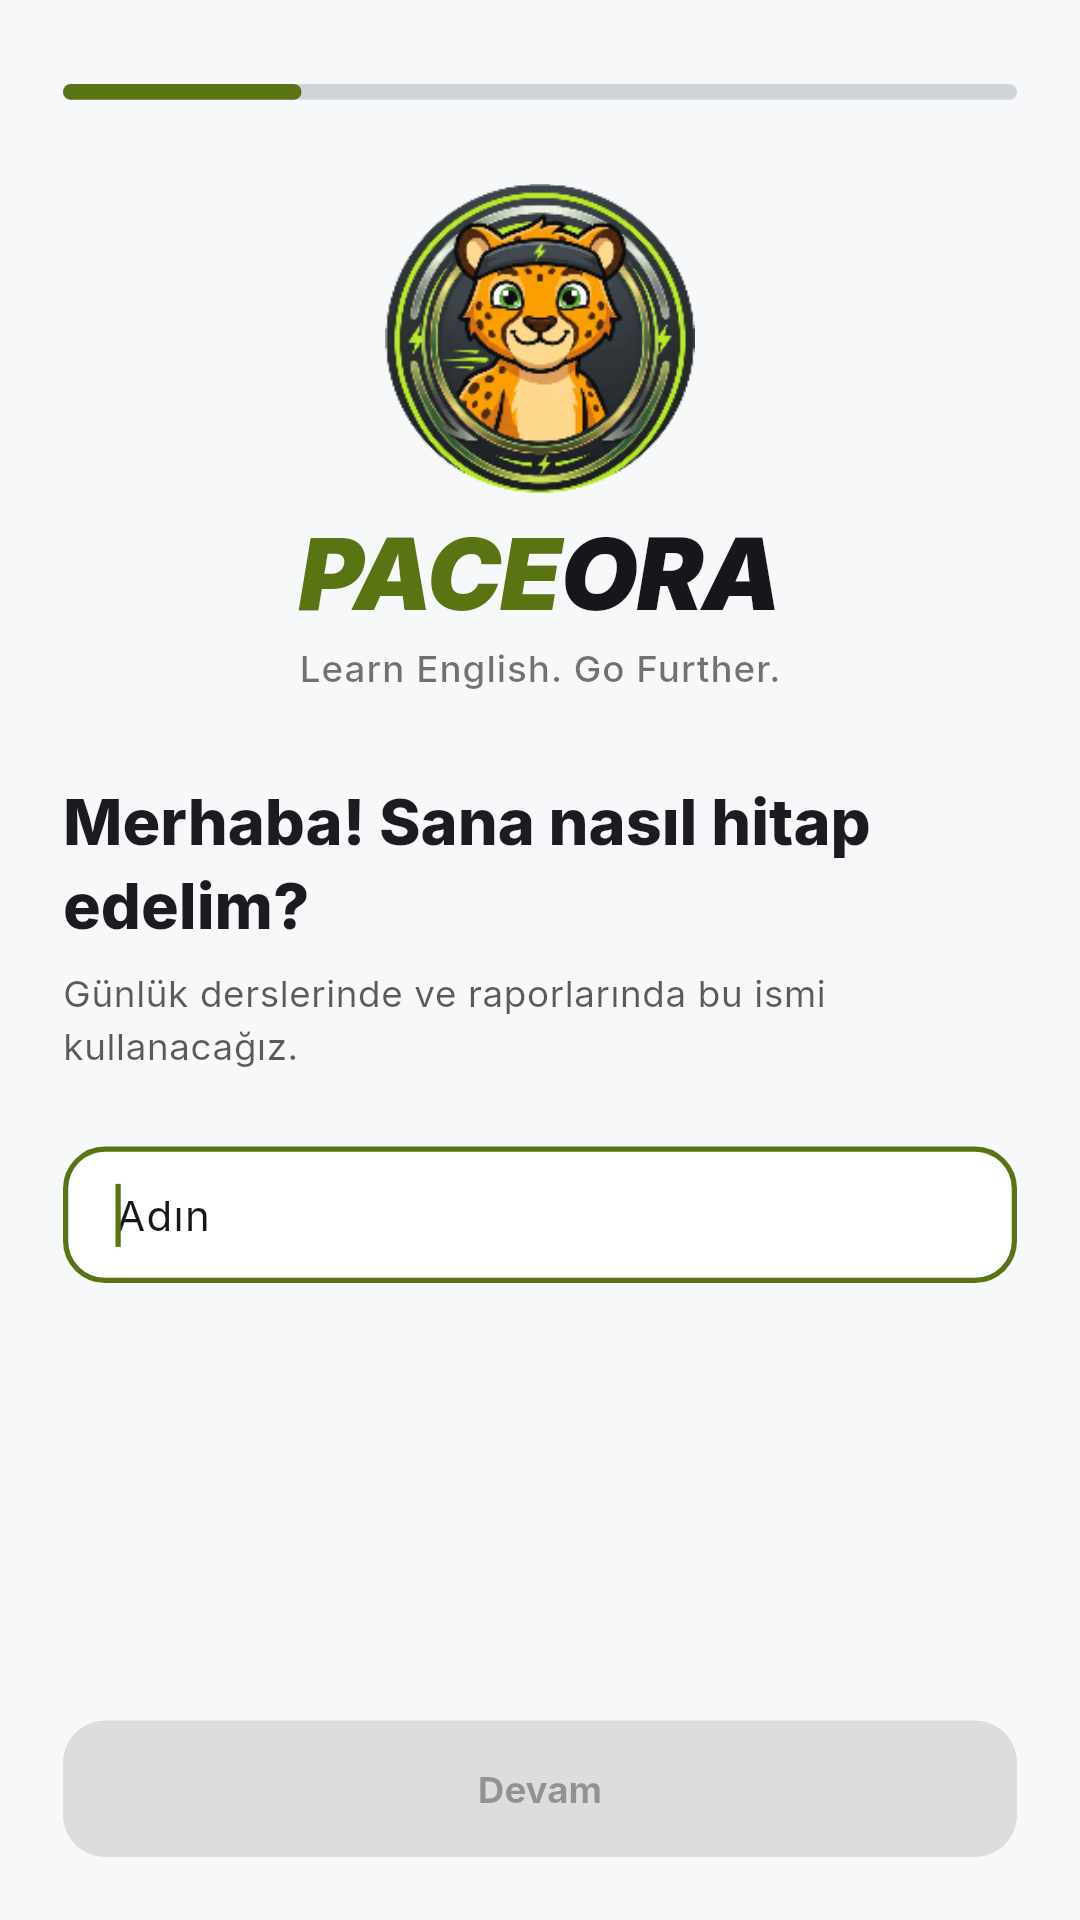 PACEORA
Learn English. Go Further.
Merhaba! Sana nasıl hitap
edelim?
Günlük derslerinde ve raporlarında bu ismi
kullanacağız.
Adın
Devam